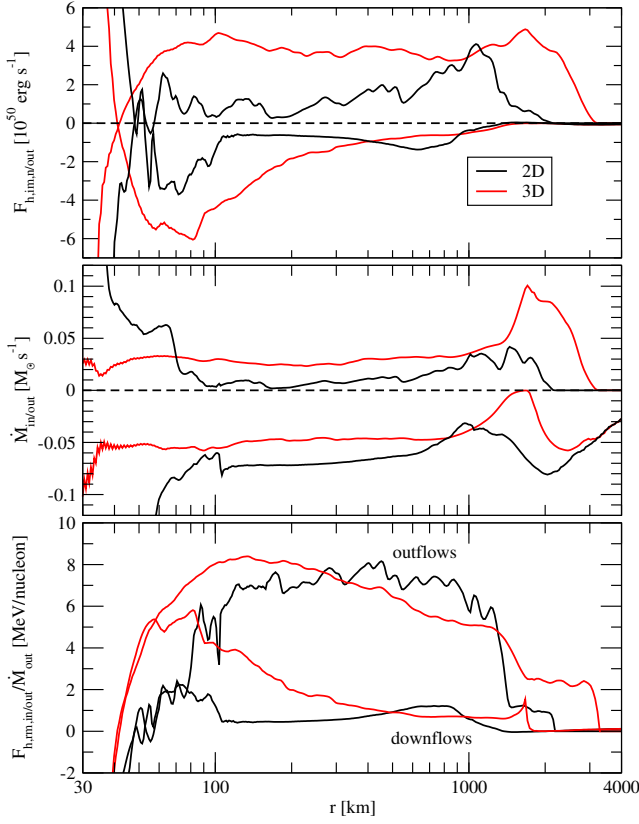 6
4
2
0
-2
-4
-6
F_h,im,n/out [10^50 erg s^-1]
2D
3D
0.1
0.05
0
-0.05
-0.1
Ṁ_in/out [M_⊙ s^-1]
10
8
6
4
2
0
-2
F_h,rm,in/out/Ṁ_out [MeV/nucleon]
outflows
downflows
30
100
1000
4000
r [km]